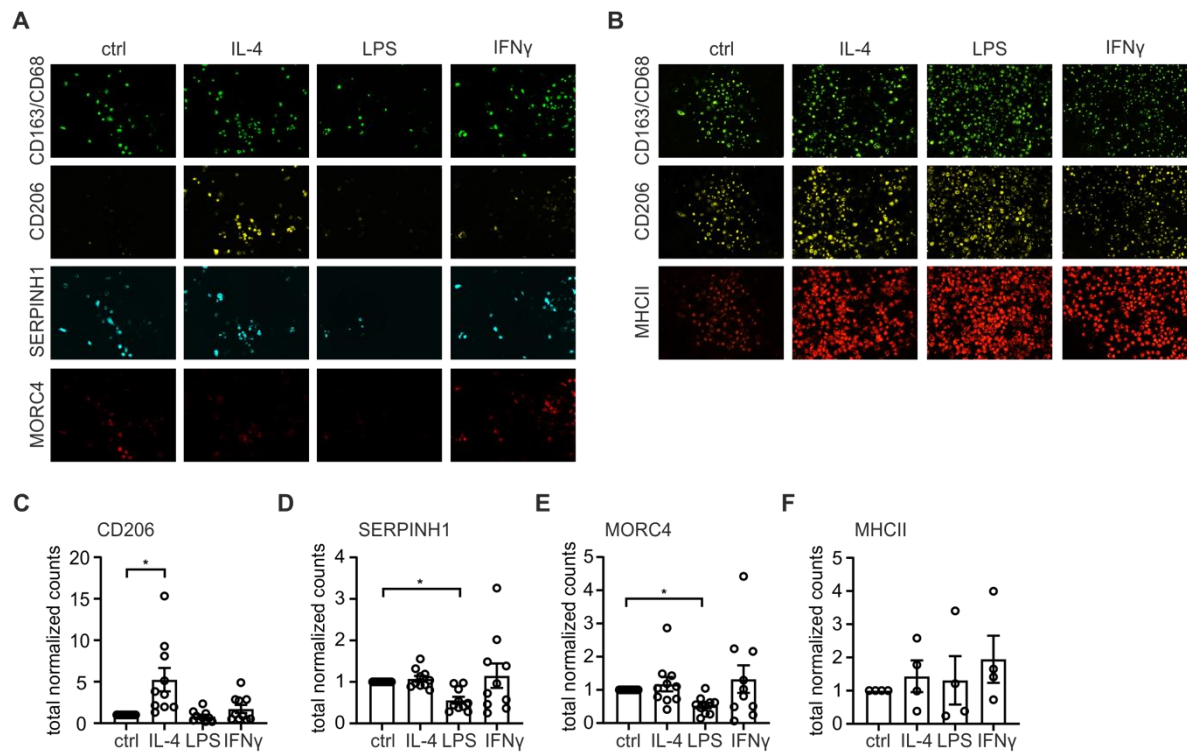 A
ctrl IL-4 LPS IFNγ
CD163/CD68
CD206
SERPINH1
MORC4
B
ctrl IL-4 LPS IFNγ
CD163/CD68
CD206
MHCII
C
CD206
total normalized counts
20
15
10
5
0
*
ctrl IL-4 LPS IFNγ
D
SERPINH1
total normalized counts
4
3
2
1
0
*
ctrl IL-4 LPS IFNγ
E
MORC4
total normalized counts
5
4
3
2
1
0
*
ctrl IL-4 LPS IFNγ
F
MHCII
total normalized counts
5
4
3
2
1
0
ctrl IL-4 LPS IFNγ